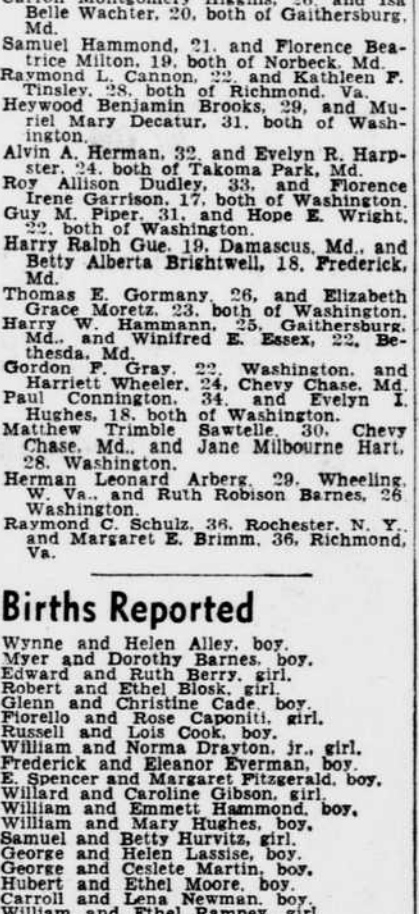 Belle Wachter, 20, both of Gaithersburg,
Md.
Samuel Hammond, 21, and Florence Bea-
trice Milton, 19, both of Norbeck, Md.
Raymond L. Cannon, 22, and Kathleen F.
Tinsley, 28, both of Richmond, Va.
Heywood Benjamin Brooks, 29, and Mu-
riel Mary Decatur, 31, both of Wash-
ington.
Alvin A. Herman, 32, and Evelyn R. Harp-
ster, 24, both of Takoma Park, Md.
Roy Allison Dudley, 33, and Florence
Irene Garrison, 17, both of Washington.
Guy M. Piper, 31, and Hope E. Wright,
22, both of Washington.
Harry Ralph Gue, 19, Damascus, Md., and
Betty Alberta Brightwell, 18, Frederick,
Md.
Thomas E. Gormany, 26, and Elizabeth
Grace Moretz, 23, both of Washington.
Harry W. Hammann, 25, Gaithersburg,
Md., and Winifred E. Essex, 22, Be-
thesda, Md.
Gordon F. Gray, 22, Washington, and
Harriett Wheeler, 24, Chevy Chase, Md.
Paul Connington, 34, and Evelyn I.
Hughes, 18, both of Washington.
Matthew Trimble Sawtelle, 30, Chevy
Chase, Md., and Jane Milbourne Hart,
28, Washington.
Herman Leonard Arberg, 29, Wheeling,
W. Va., and Ruth Robison Barnes, 26
Washington.
Raymond C. Schulz, 36, Rochester, N. Y.,
and Margaret E. Brimm, 36, Richmond,
Va.
Births Reported
Wynne and Helen Alley, boy.
Myer and Dorothy Barnes, boy.
Edward and Ruth Berry, girl.
Robert and Ethel Blosk, girl.
Glenn and Christine Cade, boy.
Fiorello and Rose Caponiti, girl.
Russell and Lois Cook, boy.
William and Norma Drayton, jr., girl.
Frederick and Eleanor Everman, boy.
E. Spencer and Margaret Fitzgerald, boy.
Willard and Caroline Gibson, girl.
William and Emmett Hammond, boy.
William and Mary Hughes, boy.
Samuel and Betty Hurvitz, girl.
George and Helen Lassise, boy.
George and Ceslete Martin, boy.
Hubert and Ethel Moore, boy.
Carroll and Lena Newman, boy.
William and Ethel Rampey, girl